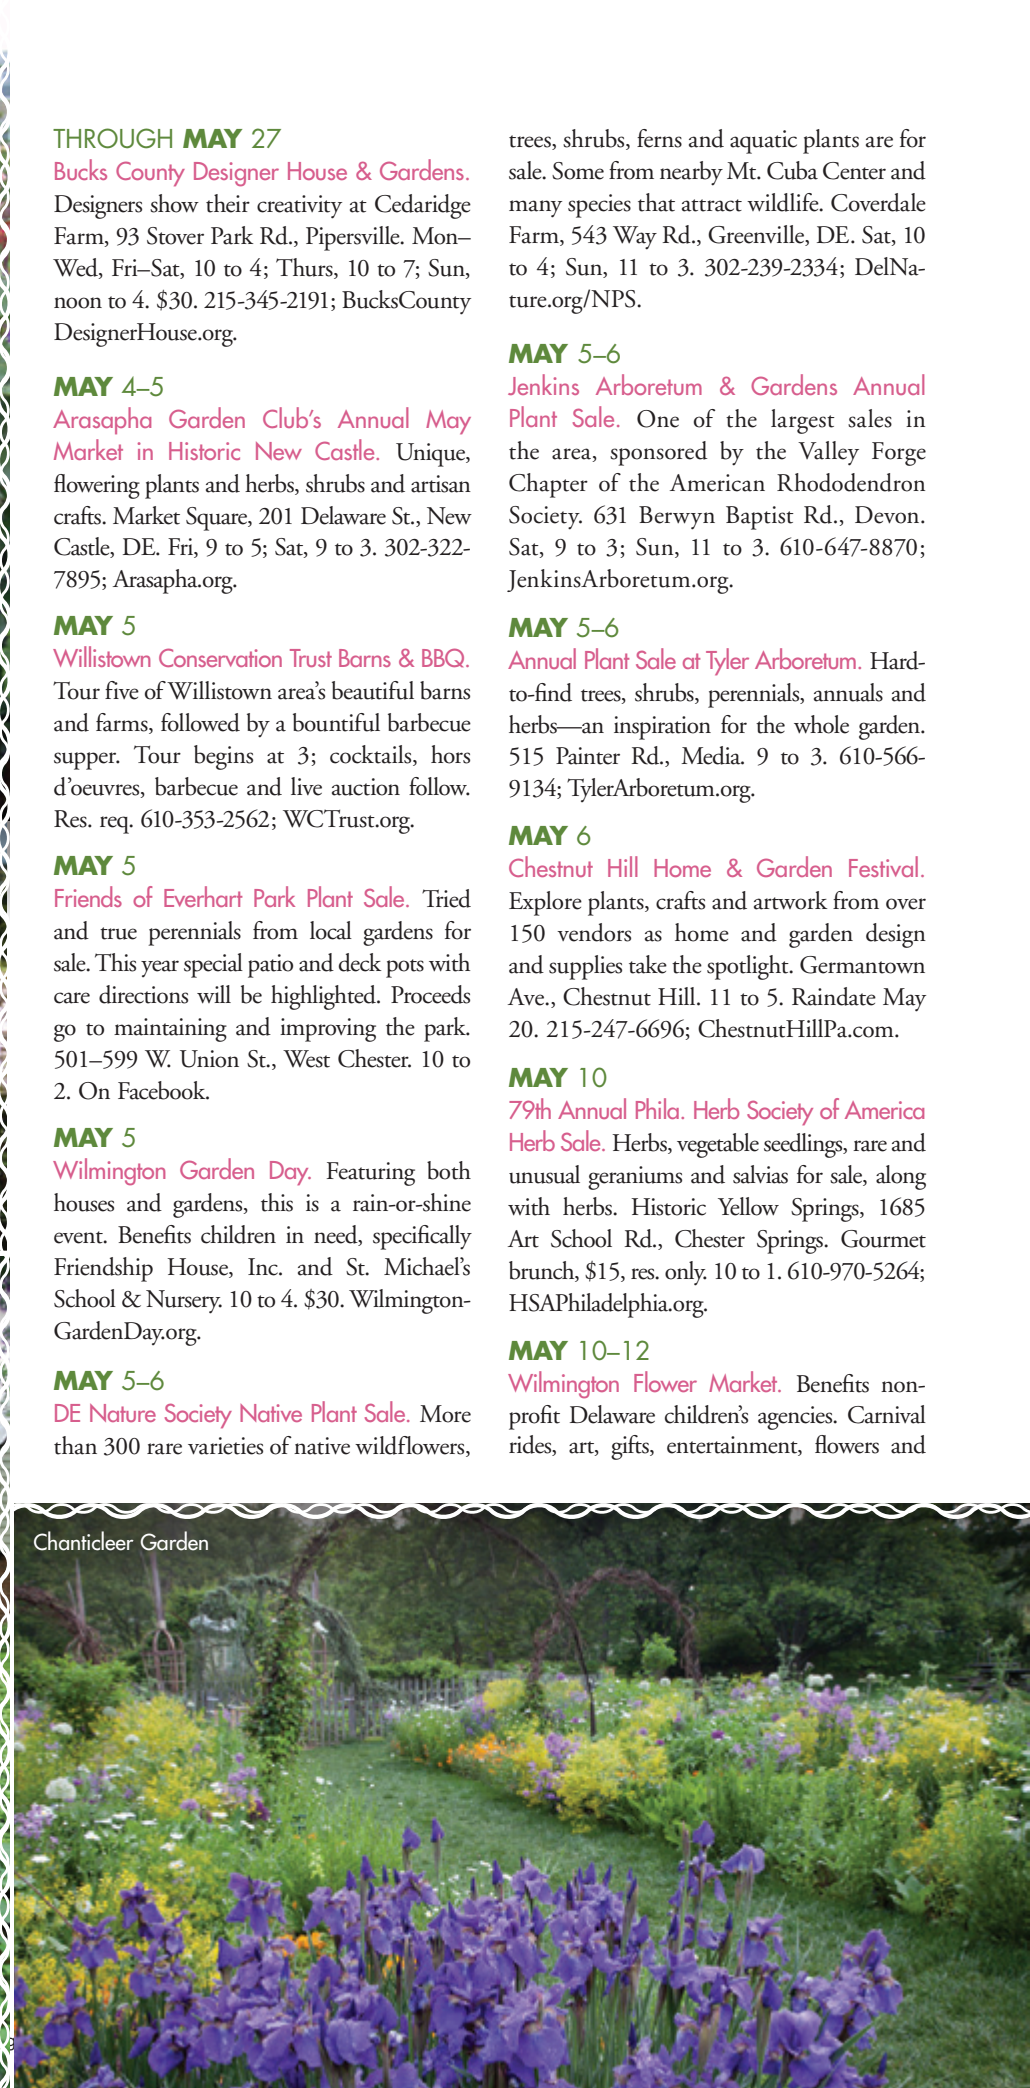 THROUGH MAY 27
Bucks County Designer House & Gardens.
Designers show their creativity at Cedaridge
Farm, 93 Stover Park Rd., Pipersville. Mon–
Wed, Fri–Sat, 10 to 4; Thurs, 10 to 7; Sun,
noon to 4. $30. 215-345-2191; BucksCounty
DesignerHouse.org.
MAY 4–5
Arasapha Garden Club's Annual May
Market in Historic New Castle. Unique,
flowering plants and herbs, shrubs and artisan
crafts. Market Square, 201 Delaware St., New
Castle, DE. Fri, 9 to 5; Sat, 9 to 3. 302-322-
7895; Arasapha.org.
MAY 5
Willistown Conservation Trust Barns & BBQ.
Tour five of Willistown area's beautiful barns
and farms, followed by a bountiful barbecue
supper. Tour begins at 3; cocktails, hors
d'oeuvres, barbecue and live auction follow.
Res. req. 610-353-2562; WCTrust.org.
MAY 5
Friends of Everhart Park Plant Sale. Tried
and true perennials from local gardens for
sale. This year special patio and deck pots with
care directions will be highlighted. Proceeds
go to maintaining and improving the park.
501–599 W. Union St., West Chester. 10 to
2. On Facebook.
MAY 5
Wilmington Garden Day. Featuring both
houses and gardens, this is a rain-or-shine
event. Benefits children in need, specifically
Friendship House, Inc. and St. Michael's
School & Nursery. 10 to 4. $30. Wilmington-
GardenDay.org.
MAY 5–6
DE Nature Society Native Plant Sale. More
than 300 rare varieties of native wildflowers,
trees, shrubs, ferns and aquatic plants are for
sale. Some from nearby Mt. Cuba Center and
many species that attract wildlife. Coverdale
Farm, 543 Way Rd., Greenville, DE. Sat, 10
to 4; Sun, 11 to 3. 302-239-2334; DelNa-
ture.org/NPS.
MAY 5–6
Jenkins Arboretum & Gardens Annual
Plant Sale. One of the largest sales in
the area, sponsored by the Valley Forge
Chapter of the American Rhododendron
Society. 631 Berwyn Baptist Rd., Devon.
Sat, 9 to 3; Sun, 11 to 3. 610-647-8870;
JenkinsArboretum.org.
MAY 5–6
Annual Plant Sale at Tyler Arboretum. Hard-
to-find trees, shrubs, perennials, annuals and
herbs—an inspiration for the whole garden.
515 Painter Rd., Media. 9 to 3. 610-566-
9134; TylerArboretum.org.
MAY 6
Chestnut Hill Home & Garden Festival.
Explore plants, crafts and artwork from over
150 vendors as home and garden design
and supplies take the spotlight. Germantown
Ave., Chestnut Hill. 11 to 5. Raindate May
20. 215-247-6696; ChestnutHillPa.com.
MAY 10
79th Annual Phila. Herb Society of America
Herb Sale. Herbs, vegetable seedlings, rare and
unusual geraniums and salvias for sale, along
with herbs. Historic Yellow Springs, 1685
Art School Rd., Chester Springs. Gourmet
brunch, $15, res. only. 10 to 1. 610-970-5264;
HSAPhiladelphia.org.
MAY 10–12
Wilmington Flower Market. Benefits non-
profit Delaware children's agencies. Carnival
rides, art, gifts, entertainment, flowers and
Chanticleer Garden